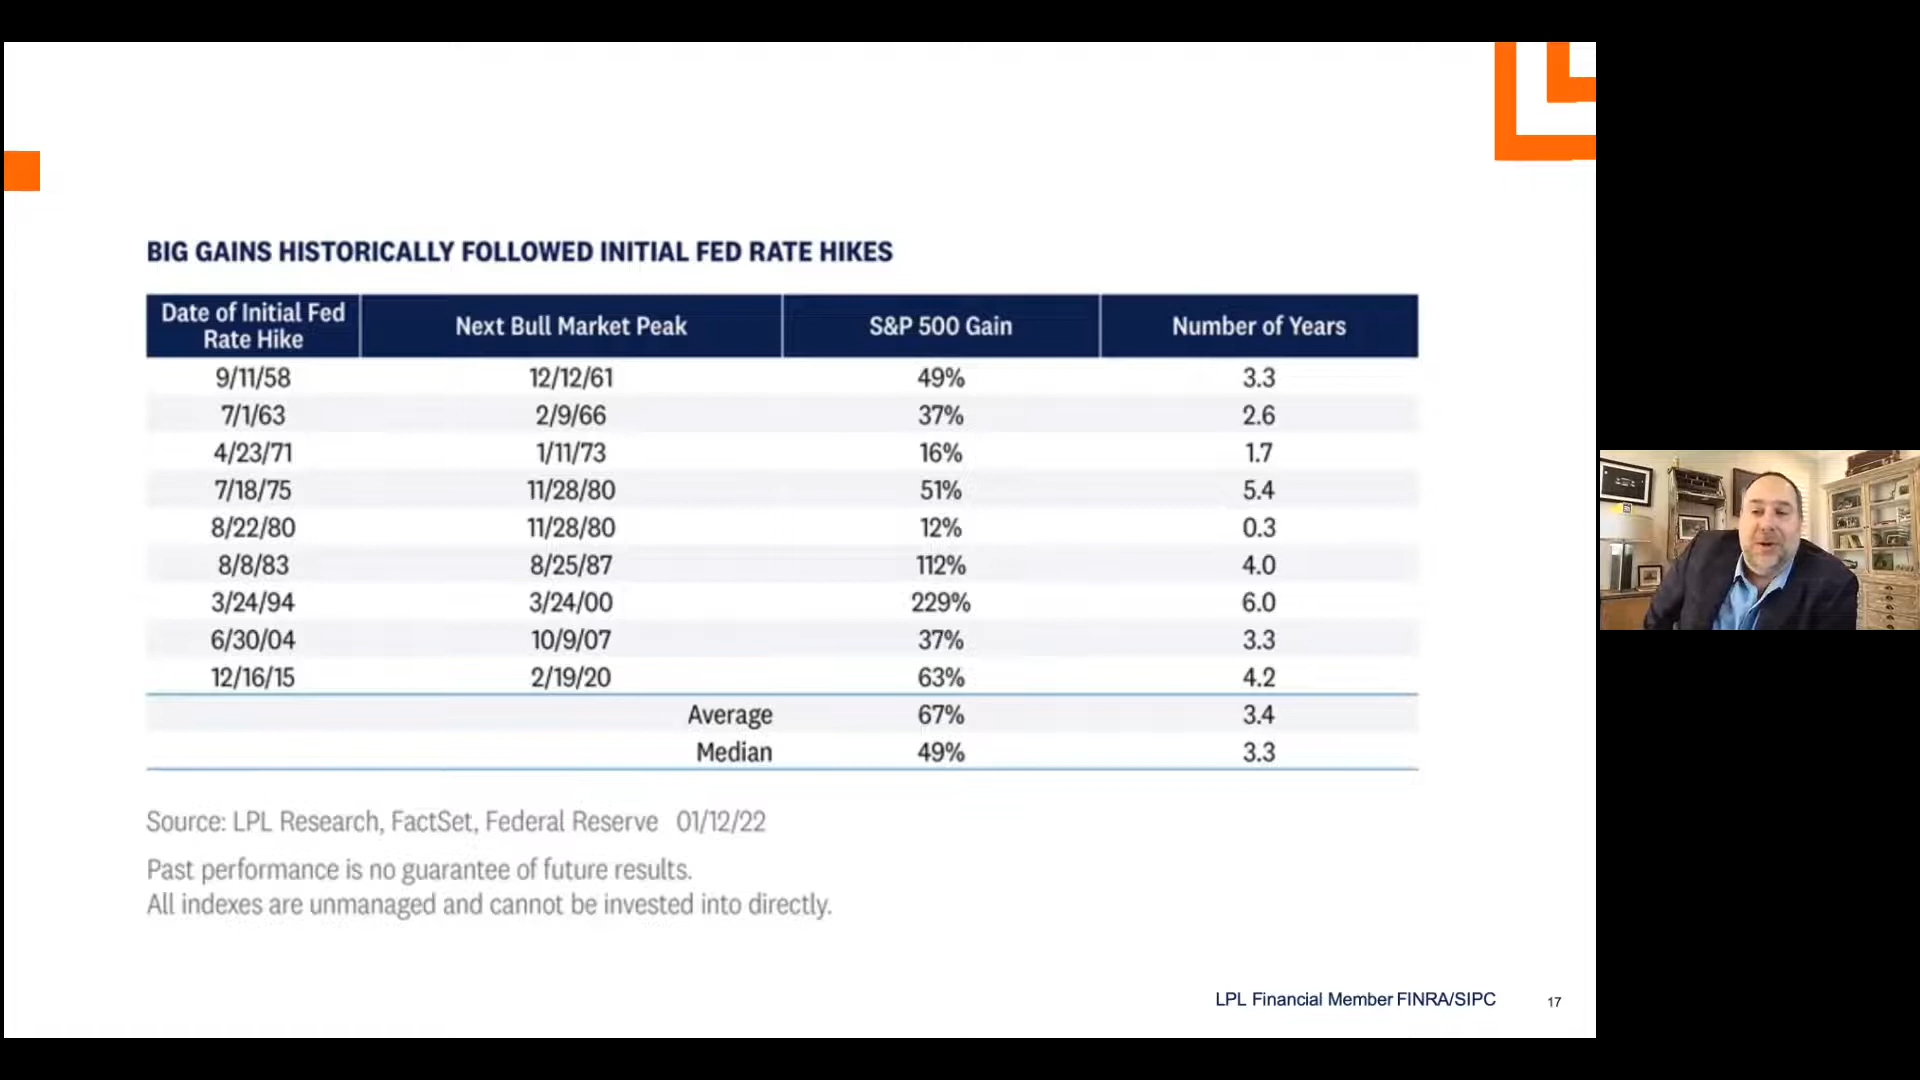 BIG GAINS HISTORICALLY FOLLOWED INITIAL FED RATE HIKES
Date of Initial Fed Rate Hike Next Bull Market Peak S&P 500 Gain Number of Years
9/11/58 12/12/61 49% 3.3
7/1/63 2/9/66 37% 2.6
4/23/71 1/11/73 16% 1.7
7/18/75 11/28/80 51% 5.4
8/22/80 11/28/80 12% 0.3
8/8/83 8/25/87 112% 4.0
3/24/94 3/24/00 229% 6.0
6/30/04 10/9/07 37% 3.3
12/16/15 2/19/20 63% 4.2
Average 67% 3.4
Median 49% 3.3
Source: LPL Research, FactSet, Federal Reserve 01/12/22
Past performance is no guarantee of future results.
All indexes are unmanaged and cannot be invested into directly.
LPL Financial Member FINRA/SIPC 17